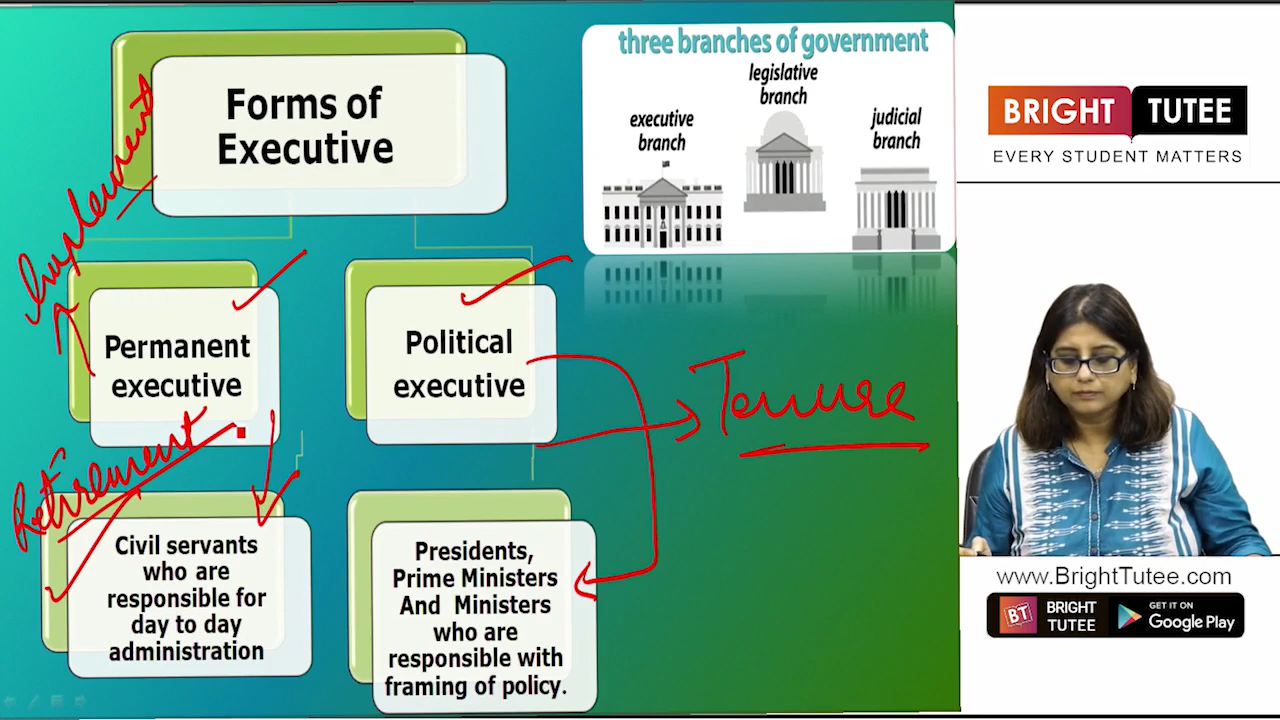 Forms of
Executive
three branches of government
executive
branch
legislative
branch
judicial
branch
BRIGHT TUTEE
EVERY STUDENT MATTERS
Implement
Permanent
executive
Political
executive
Tenure
Retirement
Civil servants
who are
responsible for
day to day
administration
Presidents,
Prime Ministers
And Ministers
who are
responsible with
framing of policy.
www.BrightTutee.com
BT
BRIGHT
TUTEE
GET IT ON
Google Play